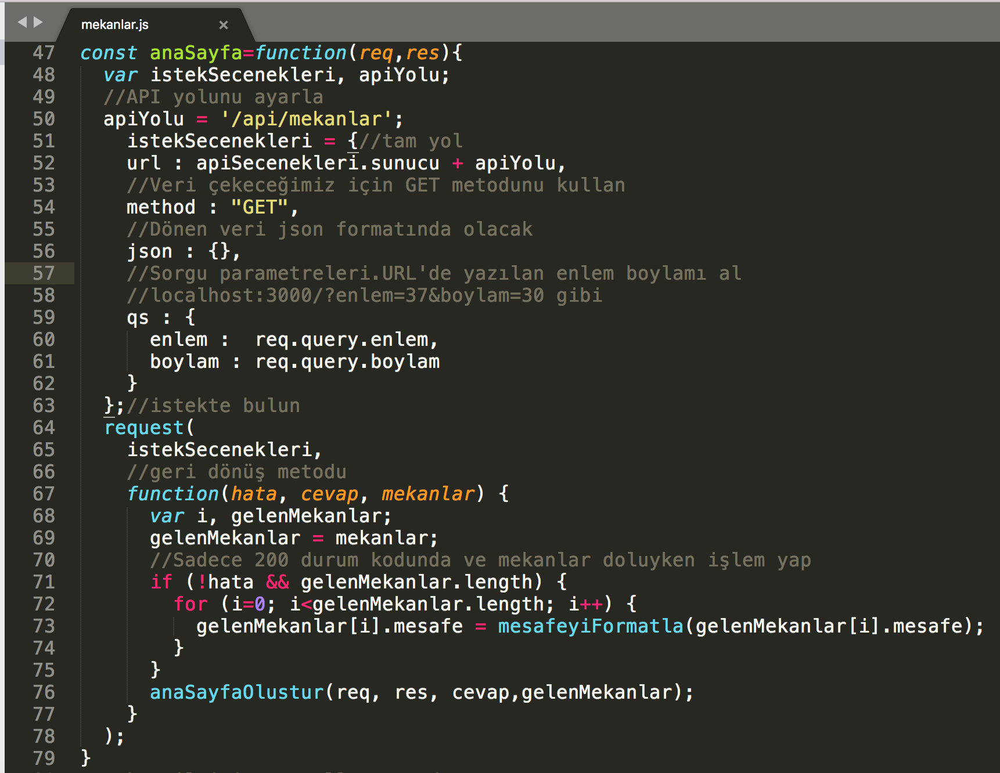 mekanlar.js ×
47 const anaSayfa=function(req,res){
48   var istekSecenekleri, apiYolu;
49   //API yolunu ayarla
50   apiYolu = '/api/mekanlar';
51     istekSecenekleri = {//tam yol
52     url : apiSecenekleri.sunucu + apiYolu,
53     //Veri çekeceğimiz için GET metodunu kullan
54     method : "GET",
55     //Dönen veri json formatında olacak
56     json : {},
57     //Sorgu parametreleri.URL'de yazılan enlem boylamı al
58     //localhost:3000/?enlem=37&boylam=30 gibi
59     qs : {
60       enlem :  req.query.enlem,
61       boylam : req.query.boylam
62     }
63   };//istekte bulun
64   request(
65     istekSecenekleri,
66     //geri dönüş metodu
67     function(hata, cevap, mekanlar) {
68       var i, gelenMekanlar;
69       gelenMekanlar = mekanlar;
70       //Sadece 200 durum kodunda ve mekanlar doluyken işlem yap
71       if (!hata && gelenMekanlar.length) {
72         for (i=0; i<gelenMekanlar.length; i++) {
73           gelenMekanlar[i].mesafe = mesafeyiFormatla(gelenMekanlar[i].mesafe);
74         }
75       }
76       anaSayfaOlustur(req, res, cevap,gelenMekanlar);
77     }
78   );
79 }